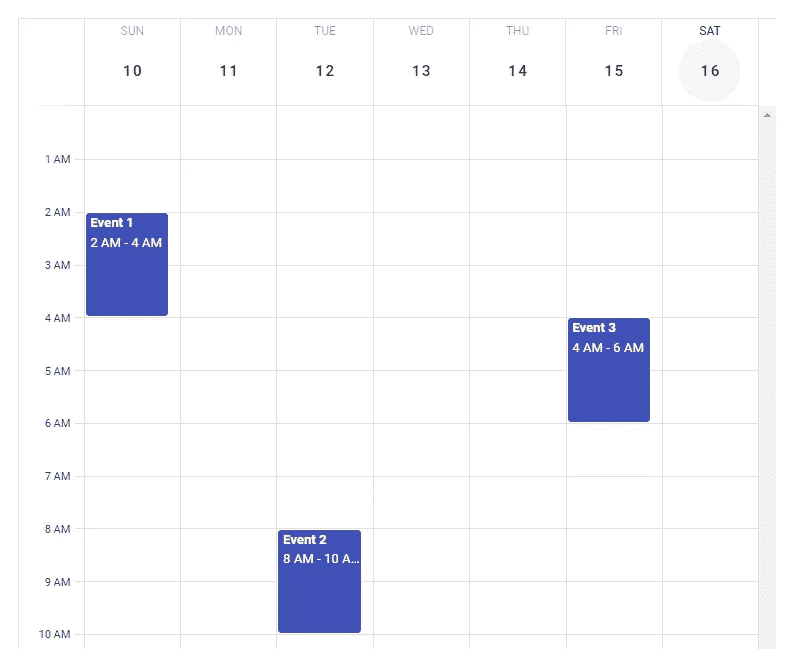 SUN MON TUE WED THU FRI SAT
10 11 12 13 14 15 16
1 AM
2 AM
Event 1
2 AM - 4 AM
3 AM
4 AM
Event 3
4 AM - 6 AM
5 AM
6 AM
7 AM
8 AM
Event 2
8 AM - 10 A...
9 AM
10 AM